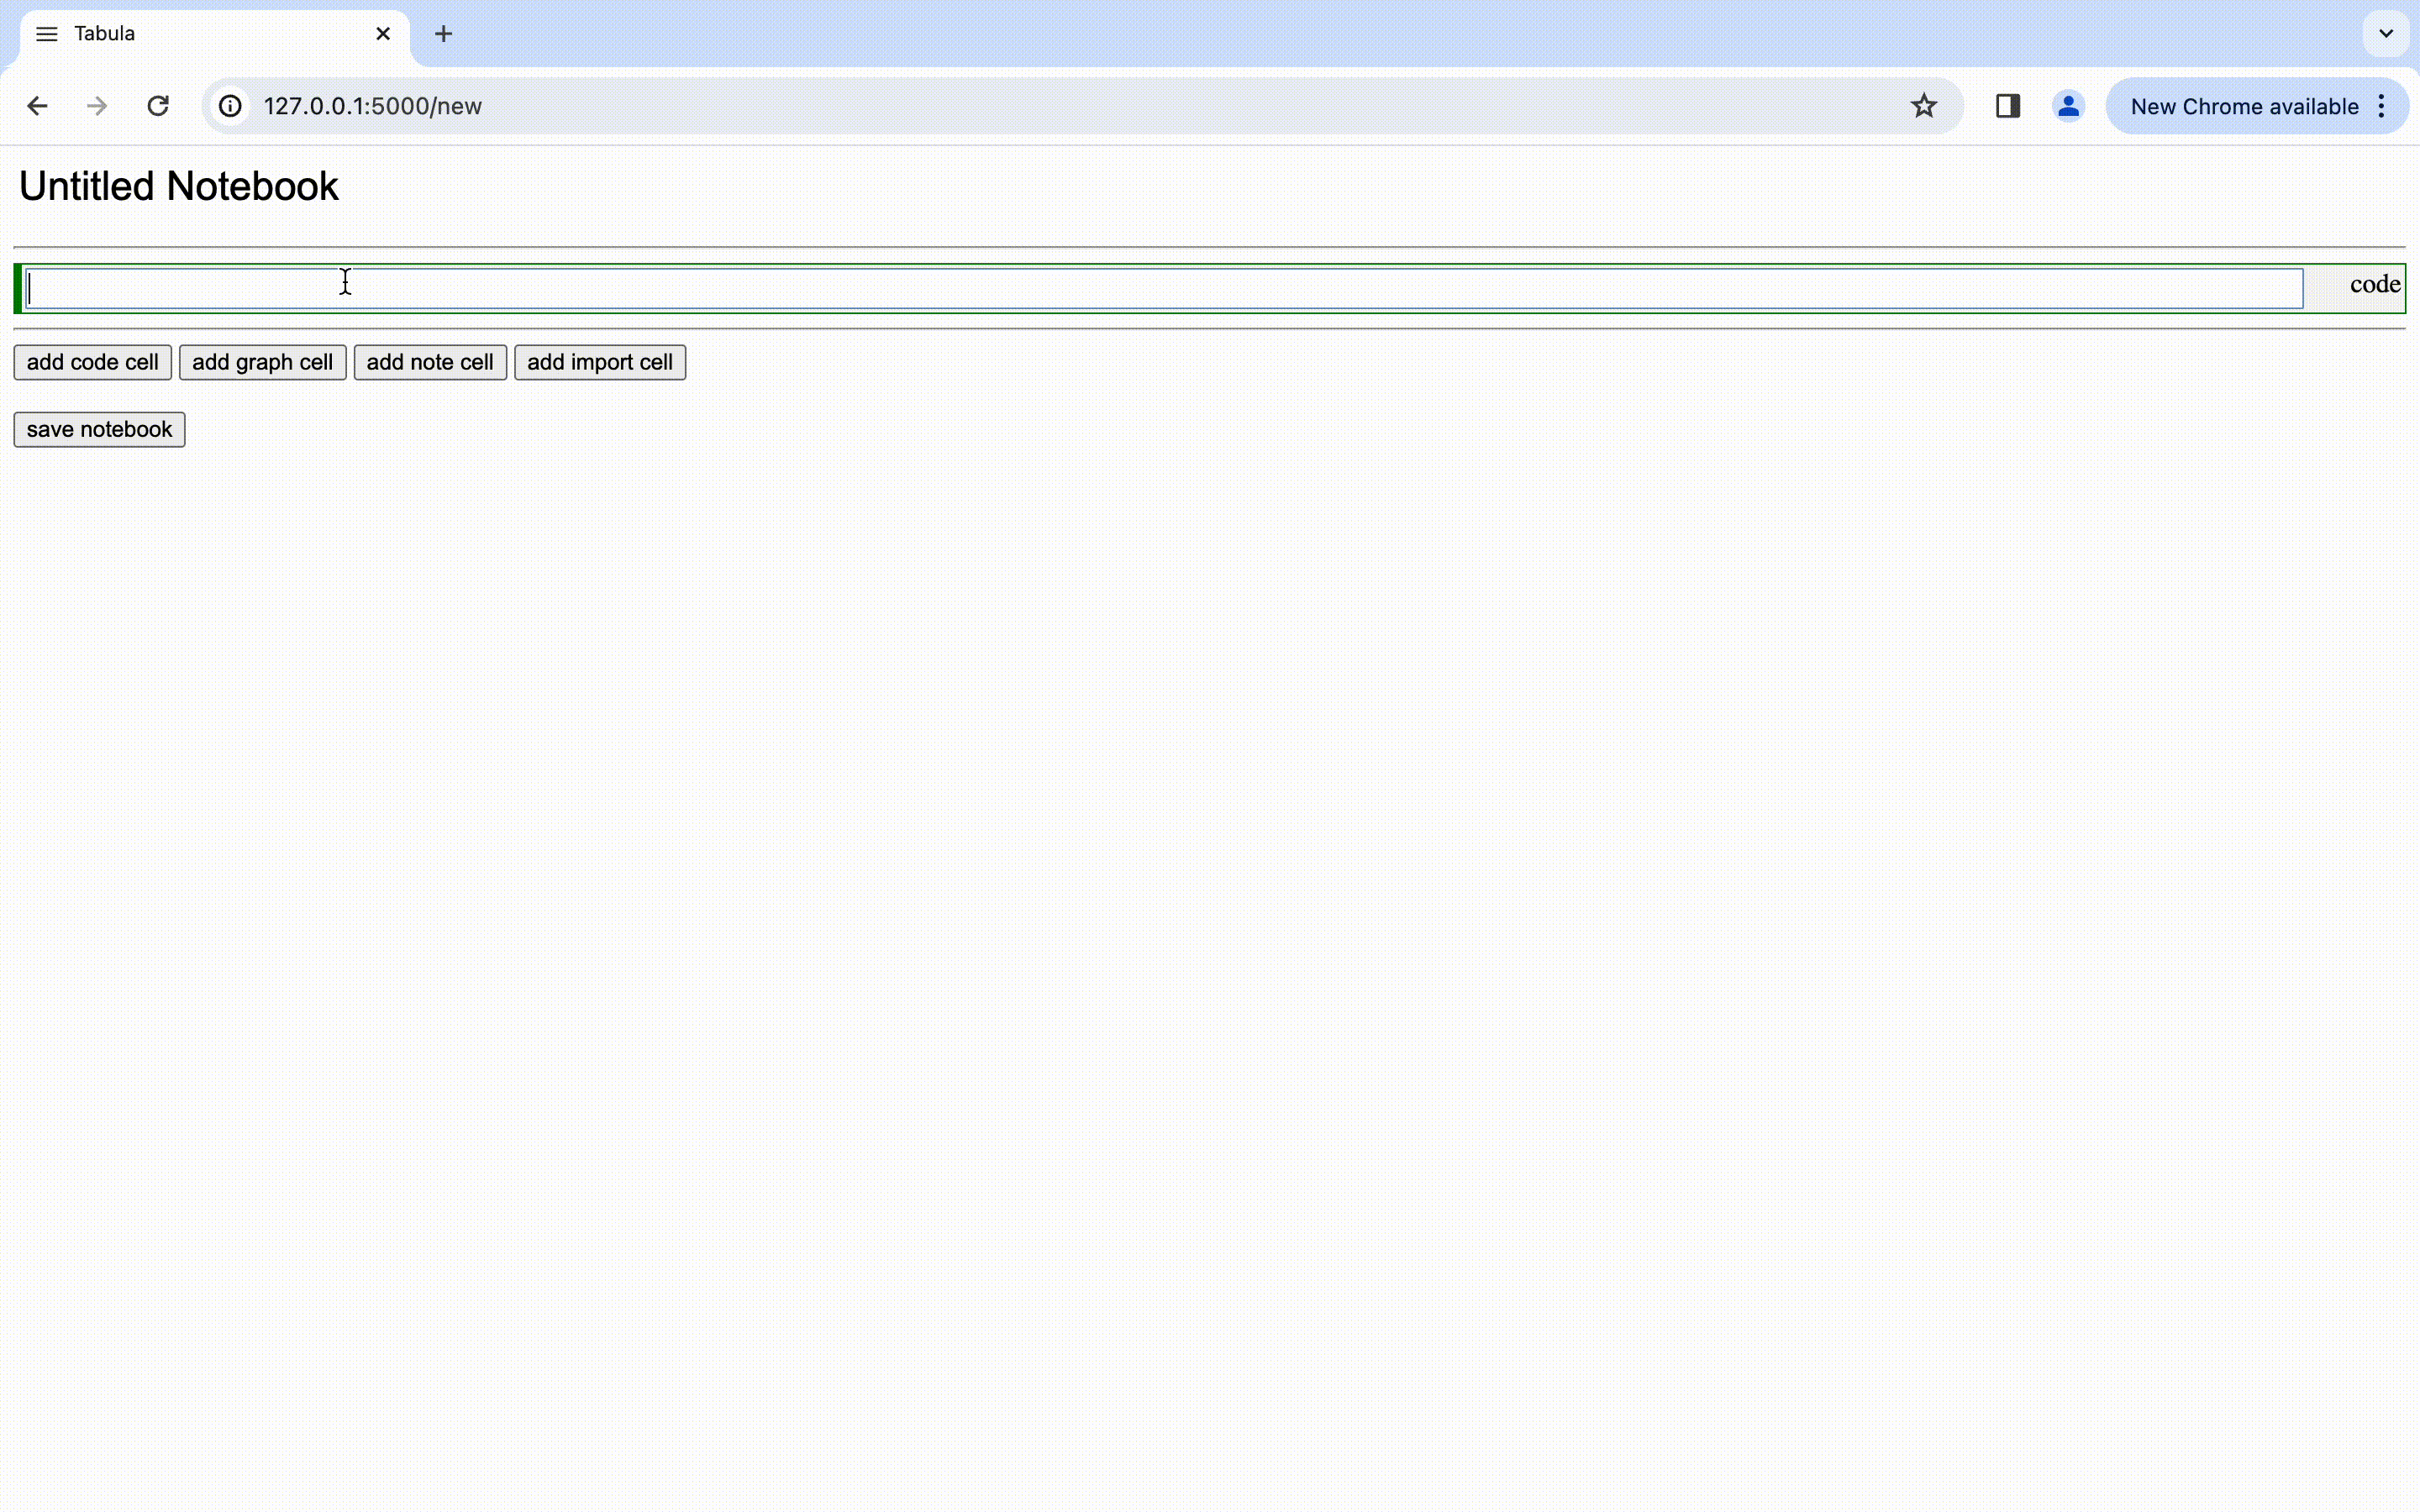 Tabula
127.0.0.1:5000/new
New Chrome available
Untitled Notebook
code
add code cell add graph cell add note cell add import cell
save notebook